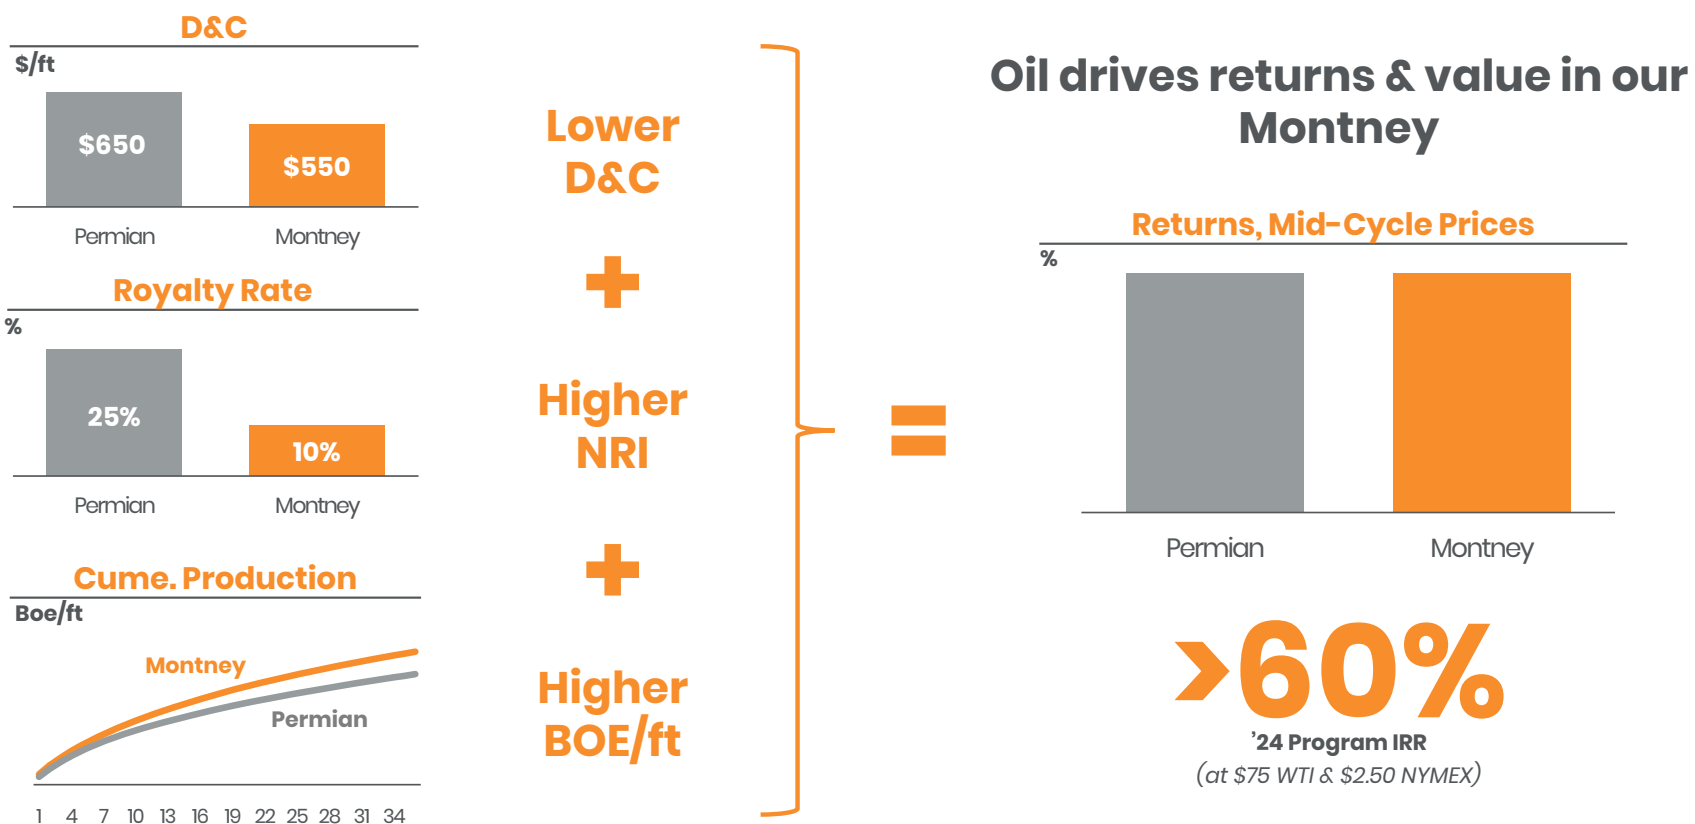 D&C
$/ft
$650
$550
Permian
Montney
Royalty Rate
%
25%
10%
Permian
Montney
Cume. Production
Boe/ft
Montney
Permian
1 4 7 10 13 16 19 22 25 28 31 34
Lower
D&C
+
Higher
NRI
+
Higher
BOE/ft
=
Oil drives returns & value in our
Montney
Returns, Mid-Cycle Prices
%
Permian
Montney
>60%
’24 Program IRR
(at $75 WTI & $2.50 NYMEX)